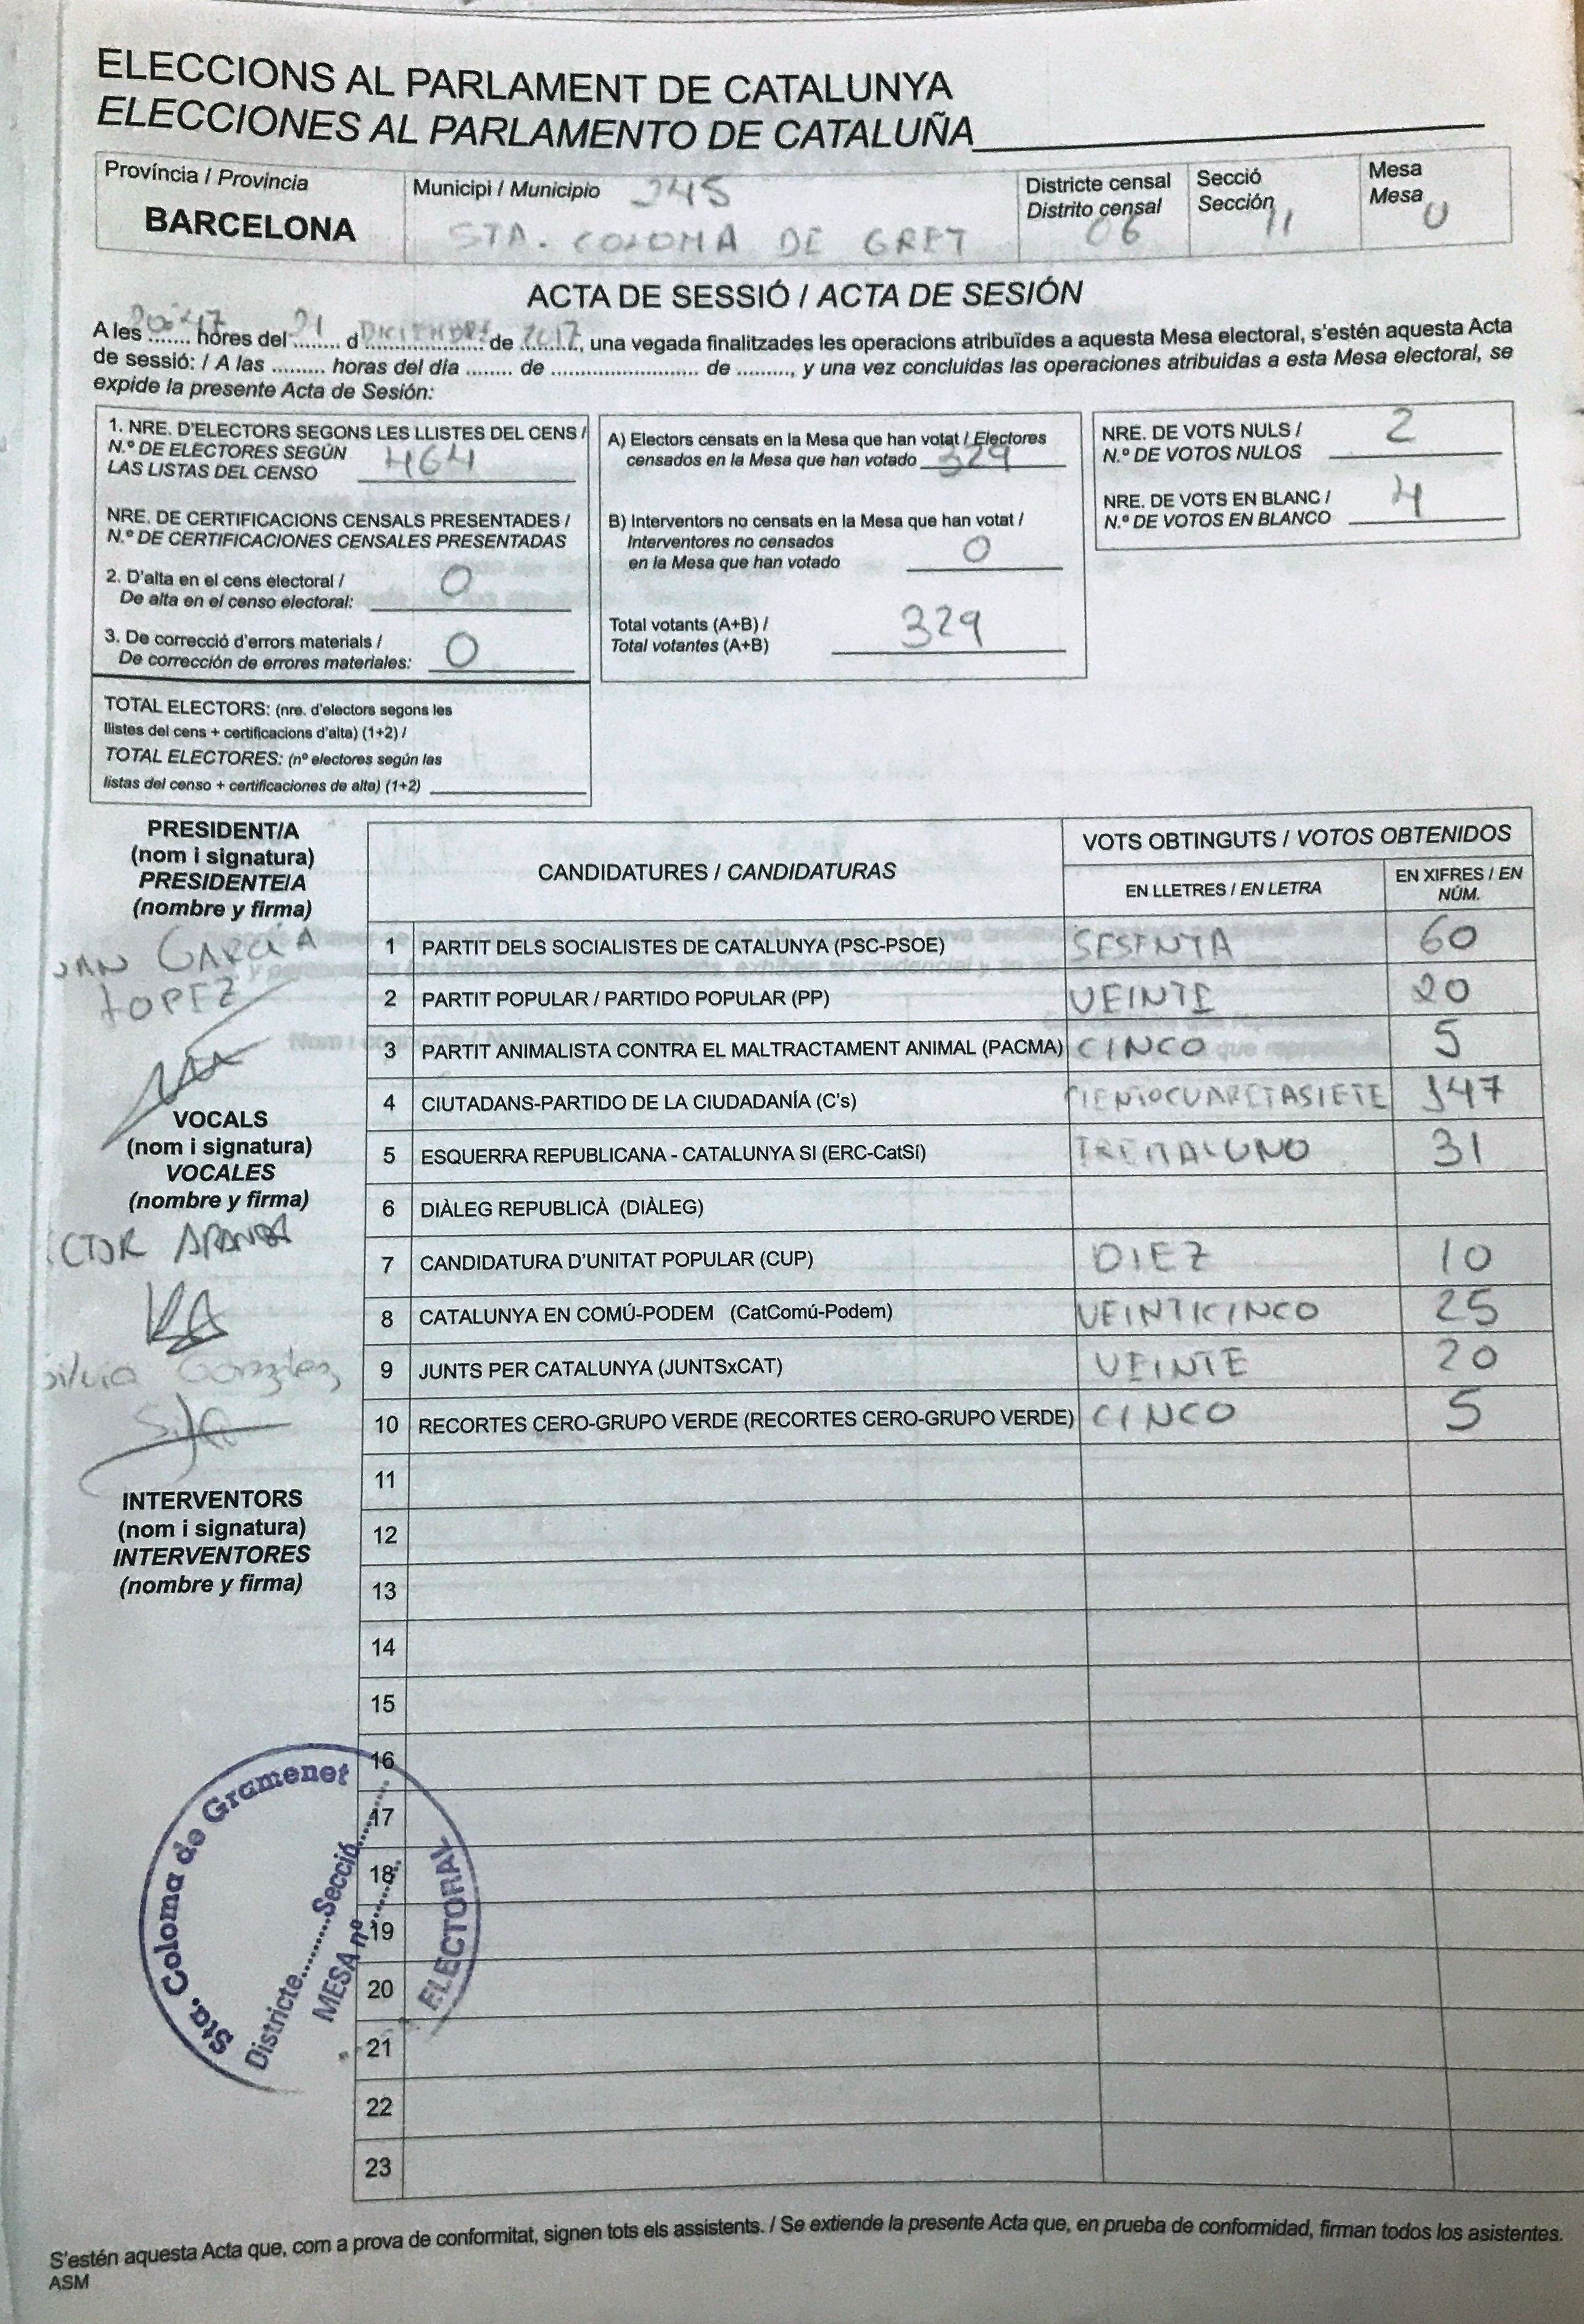 ELECCIONS AL PARLAMENT DE CATALUNYA
ELECCIONES AL PARLAMENTO DE CATALUÑA
Província / Provincia
BARCELONA
Municipi / Municipio 245
STA. COLOMA DE GRET
Districte censal
Distrito censal
06
Secció
Sección
11
Mesa
Mesa
U
ACTA DE SESSIÓ / ACTA DE SESIÓN
A les ....... hores del 21 d DICIEMBRE de 2017, una vegada finalitzades les operacions atribuïdes a aquesta Mesa electoral, s'estén aquesta Acta
de sessió: / A las ......... horas del día ........ de .......................... de .........., y una vez concluidas las operaciones atribuidas a esta Mesa electoral, se
expide la presente Acta de Sesión:
1. NRE. D'ELECTORS SEGONS LES LLISTES DEL CENS /
N.º DE ELECTORES SEGÚN
LAS LISTAS DEL CENSO 464
NRE. DE CERTIFICACIONS CENSALS PRESENTADES /
N.º DE CERTIFICACIONES CENSALES PRESENTADAS
2. D'alta en el cens electoral /
De alta en el censo electoral: 0
3. De correcció d'errors materials /
De corrección de errores materiales: 0
TOTAL ELECTORS: (nre. d'electors segons les
llistes del cens + certificacions d'alta) (1+2) /
TOTAL ELECTORES: (nº electores según las
listas del censo + certificaciones de alta) (1+2)
A) Electors censats en la Mesa que han votat / Electores
censados en la Mesa que han votado 329
B) Interventors no censats en la Mesa que han votat /
Interventores no censados
en la Mesa que han votado 0
Total votants (A+B) /
Total votantes (A+B) 329
NRE. DE VOTS NULS /
N.º DE VOTOS NULOS 2
NRE. DE VOTS EN BLANC /
N.º DE VOTOS EN BLANCO 4
PRESIDENT/A
(nom i signatura)
PRESIDENTE/A
(nombre y firma)
GARCÍA
LOPEZ
VOCALS
(nom i signatura)
VOCALES
(nombre y firma)
CTOR
Silvia González
INTERVENTORS
(nom i signatura)
INTERVENTORES
(nombre y firma)
CANDIDATURES / CANDIDATURAS
VOTS OBTINGUTS / VOTOS OBTENIDOS
EN LLETRES / EN LETRA
EN XIFRES / EN
NÚM.
1 PARTIT DELS SOCIALISTES DE CATALUNYA (PSC-PSOE) SESENTA 60
2 PARTIT POPULAR / PARTIDO POPULAR (PP) VEINTE 20
3 PARTIT ANIMALISTA CONTRA EL MALTRACTAMENT ANIMAL (PACMA) CINCO 5
4 CIUTADANS-PARTIDO DE LA CIUDADANÍA (C's) 147
5 ESQUERRA REPUBLICANA - CATALUNYA SI (ERC-CatSí) 31
6 DIÀLEG REPUBLICÀ (DIÀLEG)
7 CANDIDATURA D'UNITAT POPULAR (CUP) DIEZ 10
8 CATALUNYA EN COMÚ-PODEM (CatComú-Podem) VEINTICINCO 25
9 JUNTS PER CATALUNYA (JUNTSxCAT) VEINTE 20
10 RECORTES CERO-GRUPO VERDE (RECORTES CERO-GRUPO VERDE) CINCO 5
11
12
13
14
15
16
17
18
19
20
21
22
23
Sta. Coloma de Gramenet
Districte.........Secció.........
MESA nº.........
ELECTORAL
S'estén aquesta Acta que, com a prova de conformitat, signen tots els assistents. / Se extiende la presente Acta que, en prueba de conformidad, firman todos los asistentes.
ASM